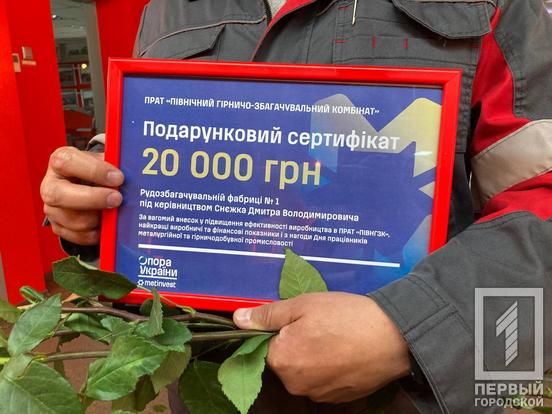 ПРАТ «ПІВНІЧНИЙ ГІРНИЧО-ЗБАГАЧУВАЛЬНИЙ КОМБІНАТ»
Подарунковий сертифікат
20 000 грн
Рудозбагачувальній фабриці №1
під керівництвом Снєжка Дмитра Володимировича
За вагомий внесок у підвищення ефективності виробництва в ПРАТ «ПІВНГЗК»,
найкращі виробничі та фінансові показники і з нагоди Дня працівників
металургійної та гірничодобувної промисловості
Опора
України
metinvest
1
ПЕРВЫЙ
ГОРОДСКОЙ